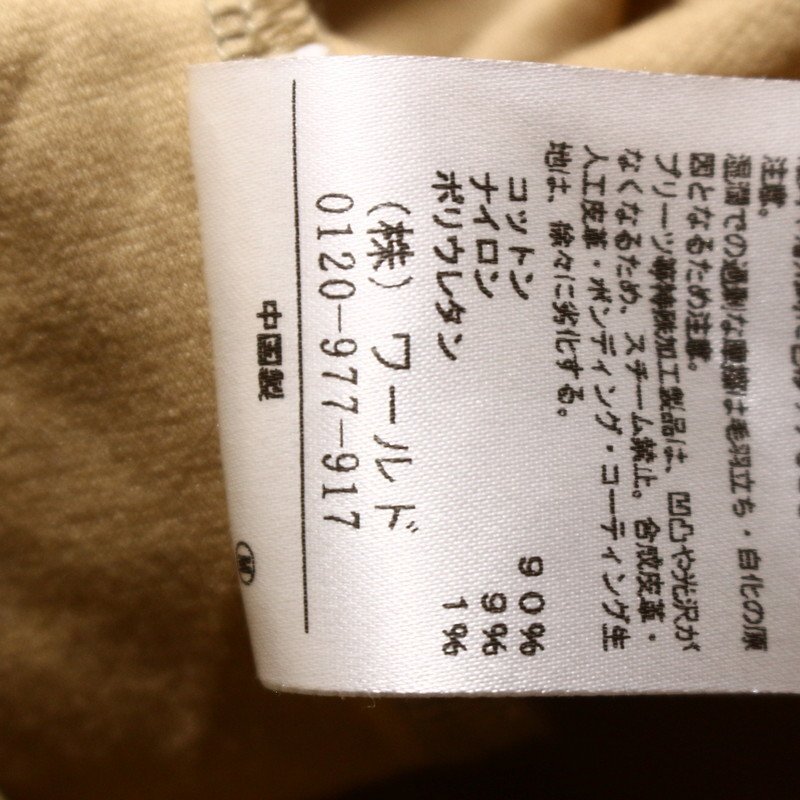 注意。
湿潤での過剰な摩擦は毛羽立ち・白化の原
因となるため注意。
プリーツ等特殊加工製品は、凹凸や光沢が
なくなるため、スチーム禁止。合成皮革・
人工皮革・ボンディング・コーティング生
地は、徐々に劣化する。
コットン 90%
ナイロン 9%
ポリウレタン 1%
(株)ワールド
0120-977-917
中国製
M